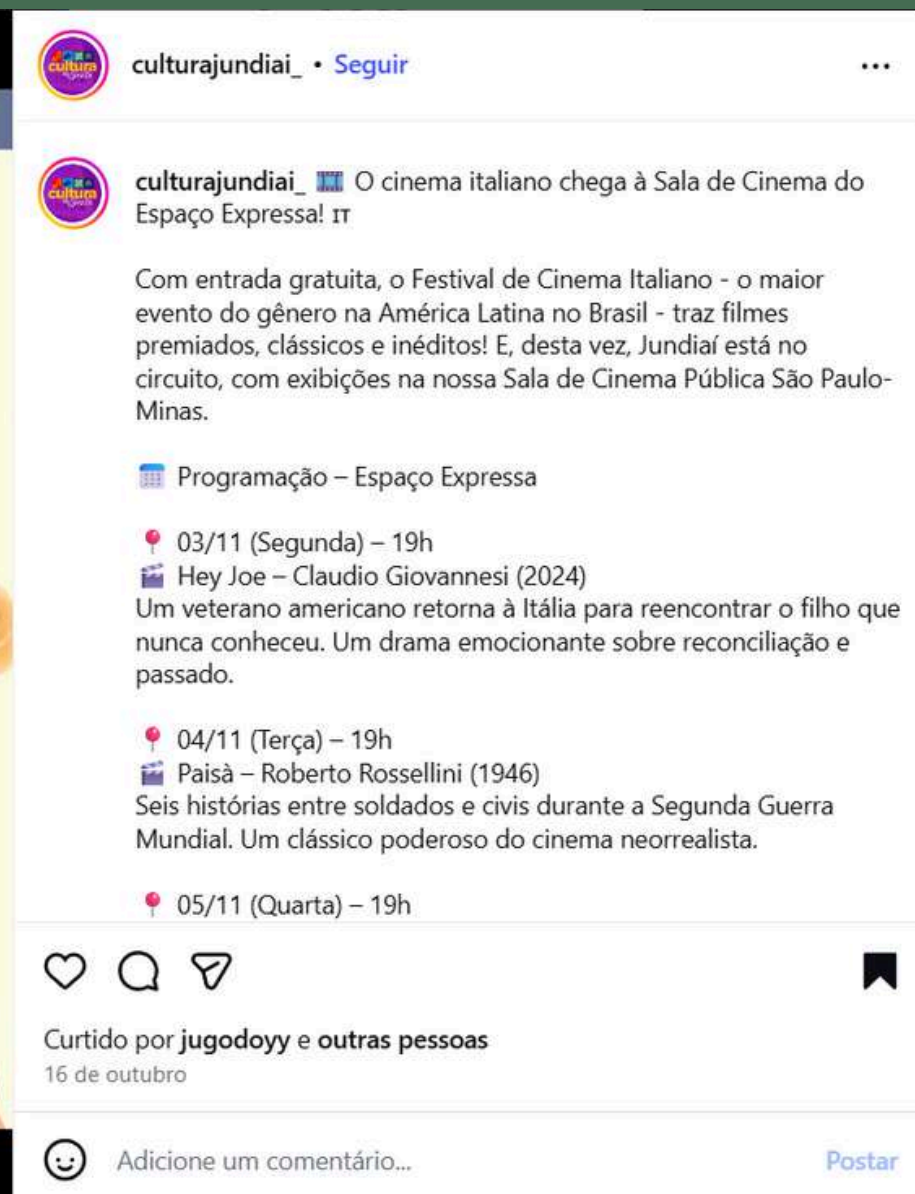 culturajundiai_ • Seguir
culturajundiai_ 🎞️ O cinema italiano chega à Sala de Cinema do
Espaço Expressa! IT
Com entrada gratuita, o Festival de Cinema Italiano - o maior
evento do gênero na América Latina no Brasil - traz filmes
premiados, clássicos e inéditos! E, desta vez, Jundiaí está no
circuito, com exibições na nossa Sala de Cinema Pública São Paulo-
Minas.
🗓️ Programação – Espaço Expressa
📍 03/11 (Segunda) – 19h
🎬 Hey Joe – Claudio Giovannesi (2024)
Um veterano americano retorna à Itália para reencontrar o filho que
nunca conheceu. Um drama emocionante sobre reconciliação e
passado.
📍 04/11 (Terça) – 19h
🎬 Paisà – Roberto Rossellini (1946)
Seis histórias entre soldados e civis durante a Segunda Guerra
Mundial. Um clássico poderoso do cinema neorrealista.
📍 05/11 (Quarta) – 19h
Curtido por jugodoyy e outras pessoas
16 de outubro
Adicione um comentário...
Postar